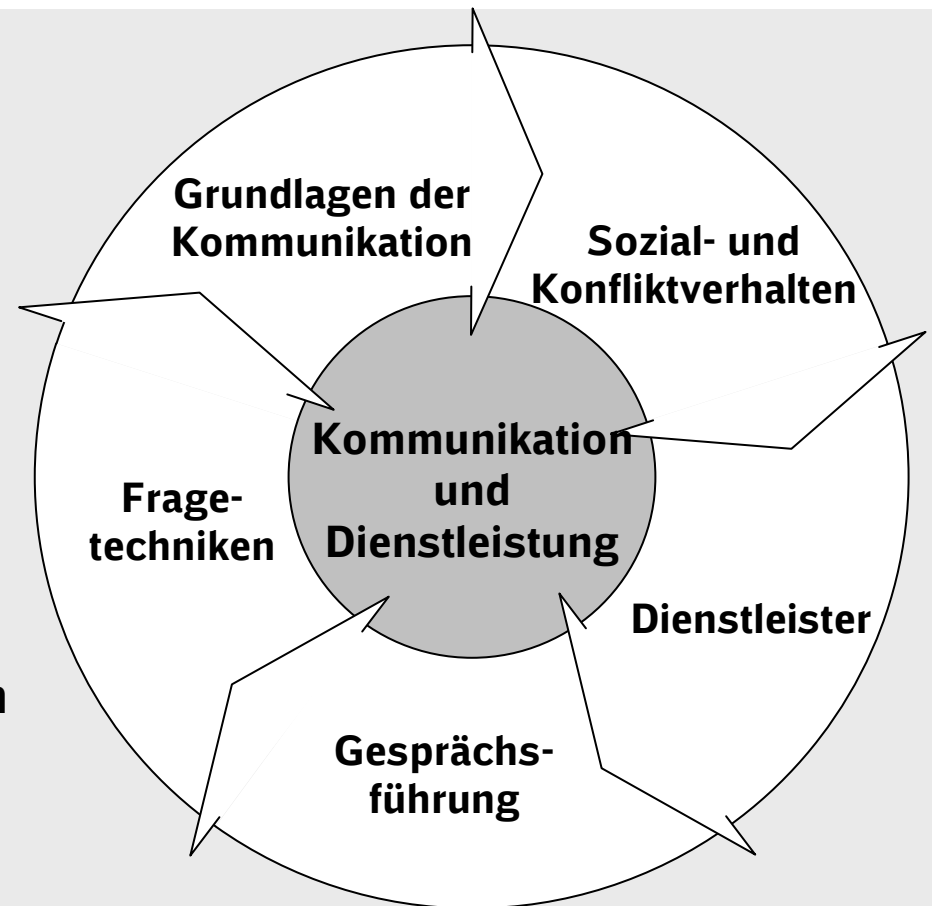 Grundlagen der
Kommunikation
Sozial- und
Konfliktverhalten
Kommunikation
und
Dienstleistung
Frage-
techniken
Dienstleister
Gesprächs-
führung